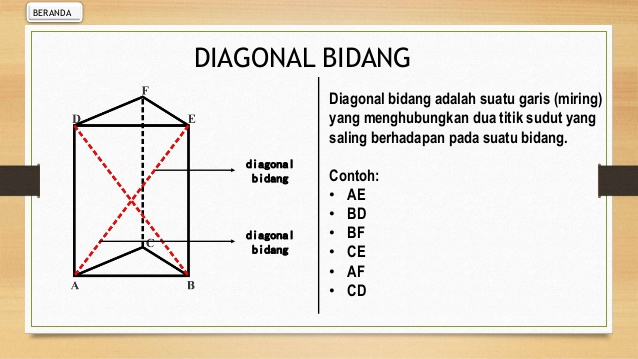 BERANDA
DIAGONAL BIDANG
F
D
E
diagonal
bidang
diagonal
bidang
C
A
B
Diagonal bidang adalah suatu garis (miring)
yang menghubungkan dua titik sudut yang
saling berhadapan pada suatu bidang.
Contoh:
• AE
• BD
• BF
• CE
• AF
• CD